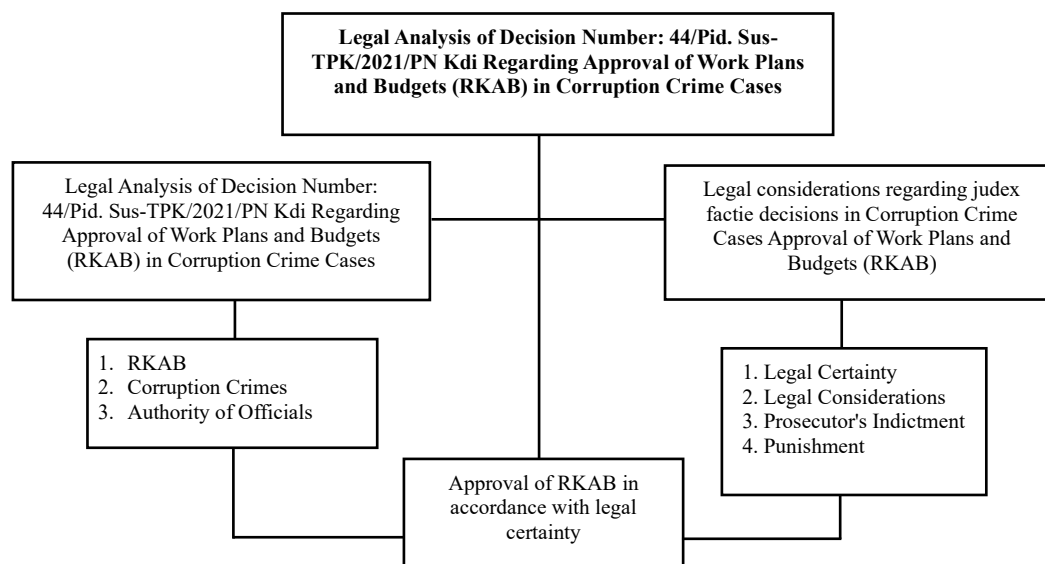 Legal Analysis of Decision Number: 44/Pid. Sus-
TPK/2021/PN Kdi Regarding Approval of Work Plans
and Budgets (RKAB) in Corruption Crime Cases
Legal Analysis of Decision Number:
44/Pid. Sus-TPK/2021/PN Kdi Regarding
Approval of Work Plans and Budgets
(RKAB) in Corruption Crime Cases
Legal considerations regarding judex
factie decisions in Corruption Crime
Cases Approval of Work Plans and
Budgets (RKAB)
1. RKAB
2. Corruption Crimes
3. Authority of Officials
1. Legal Certainty
2. Legal Considerations
3. Prosecutor's Indictment
4. Punishment
Approval of RKAB in
accordance with legal
certainty